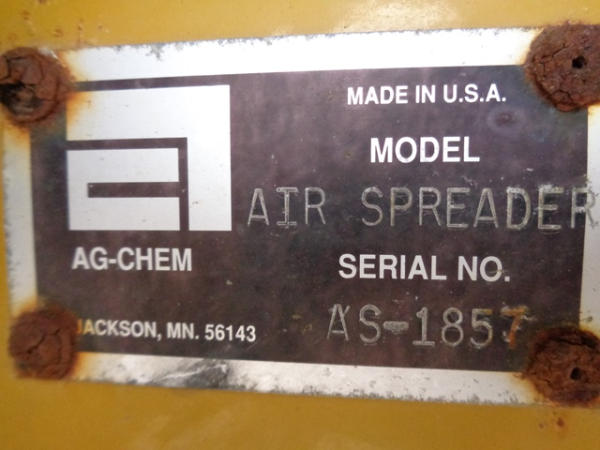 MADE IN U.S.A.
MODEL
AIR SPREADER
AG-CHEM
SERIAL NO.
JACKSON, MN. 56143
AS-1857